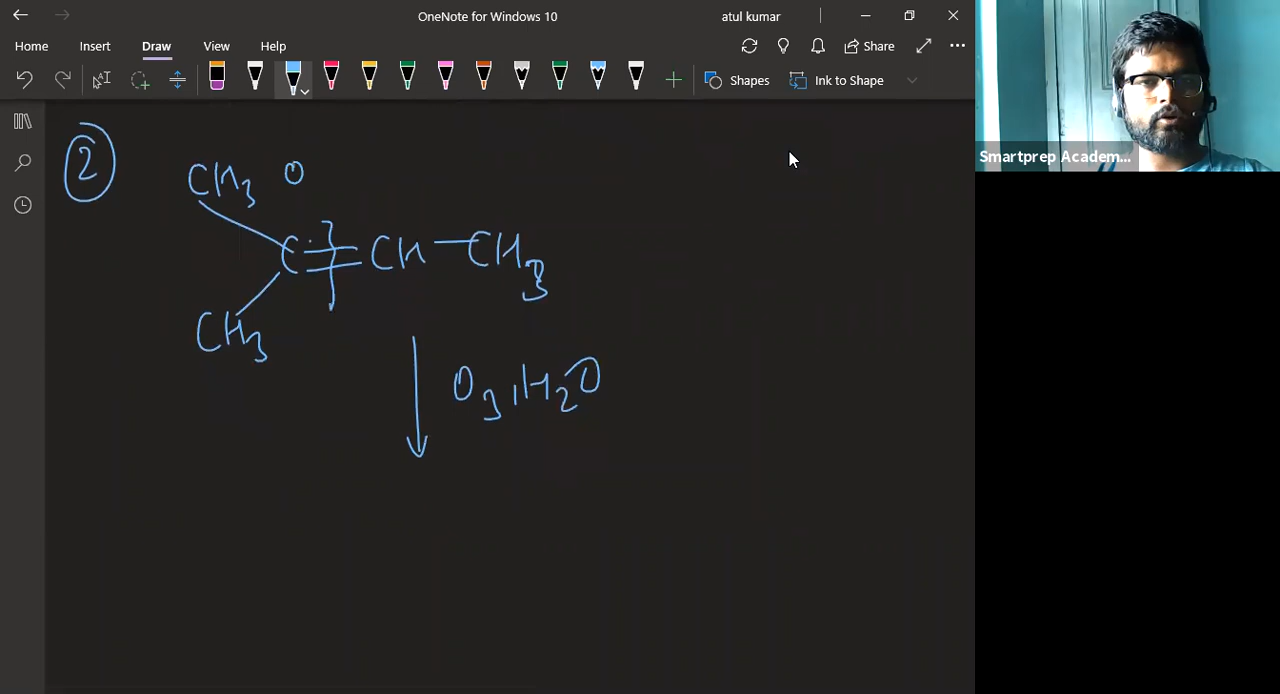 OneNote for Windows 10
atul kumar
Home Insert Draw View Help
Share
Shapes
Ink to Shape
Smartprep Academ...
2
CH3 O
C=CH—CH3
CH3
O3, H2O